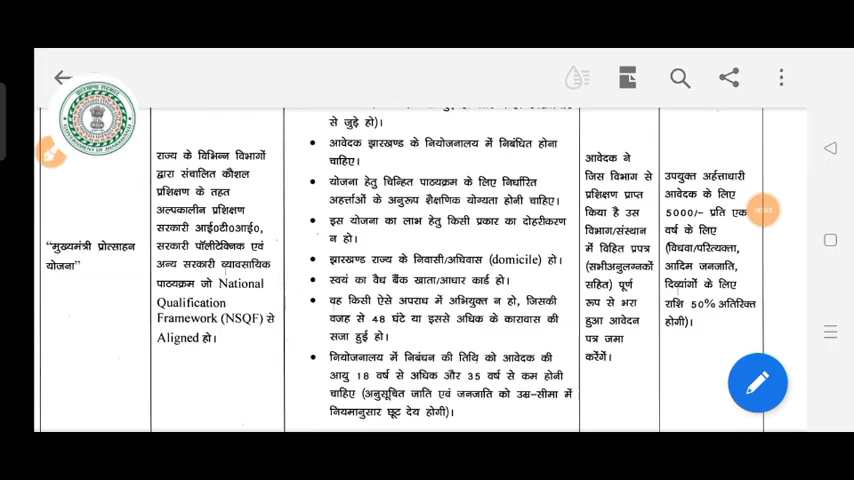 से जुड़े हो)।
आवेदक झारखण्ड के नियोजनालय में निबंधित होना
चाहिए।
योजना हेतु चिन्हित पाठ्यक्रम के लिए निर्धारित
अहर्त्ताओं के अनुरूप शैक्षणिक योग्यता होनी चाहिए।
इस योजना का लाभ हेतु किसी प्रकार का दोहरीकरण
न हो।
झारखण्ड राज्य के निवासी/अधिवास (domicile) हो।
स्वयं का वैध बैंक खाता/आधार कार्ड हो।
वह किसी ऐसे अपराध में अभियुक्त न हो, जिसकी
वजह से 48 घंटे या इससे अधिक के कारावास की
सजा हुई हो।
नियोजनालय में निबंधन की तिथि को आवेदक की
आयु 18 वर्ष से अधिक और 35 वर्ष से कम होनी
चाहिए (अनुसूचित जाति एवं जनजाति को उम्र-सीमा में
नियमानुसार छूट देय होगी)।
"मुख्यमंत्री प्रोत्साहन
योजना"
राज्य के विभिन्न विभागों
द्वारा संचालित कौशल
प्रशिक्षण के तहत
अल्पकालीन प्रशिक्षण
सरकारी आई०टी०आई०,
सरकारी पॉलीटेक्निक एवं
अन्य सरकारी व्यावसायिक
पाठ्यक्रम जो National
Qualification
Framework (NSQF) से
Aligned हो।
आवेदक ने
जिस विभाग से
प्रशिक्षण प्राप्त
किया है उस
विभाग/संस्थान
में विहित प्रपत्र
(सभीअनुलग्नकों
सहित) पूर्ण
रूप से भरा
हुआ आवेदन
पत्र जमा
करेंगें।
उपयुक्त अर्हत्ताधारी
आवेदक के लिए
5000/- प्रति एक
वर्ष के लिए
(विधवा/परित्यक्ता,
आदिम जनजाति,
दिव्यांगों के लिए
राशि 50% अतिरिक्त
होगी)।